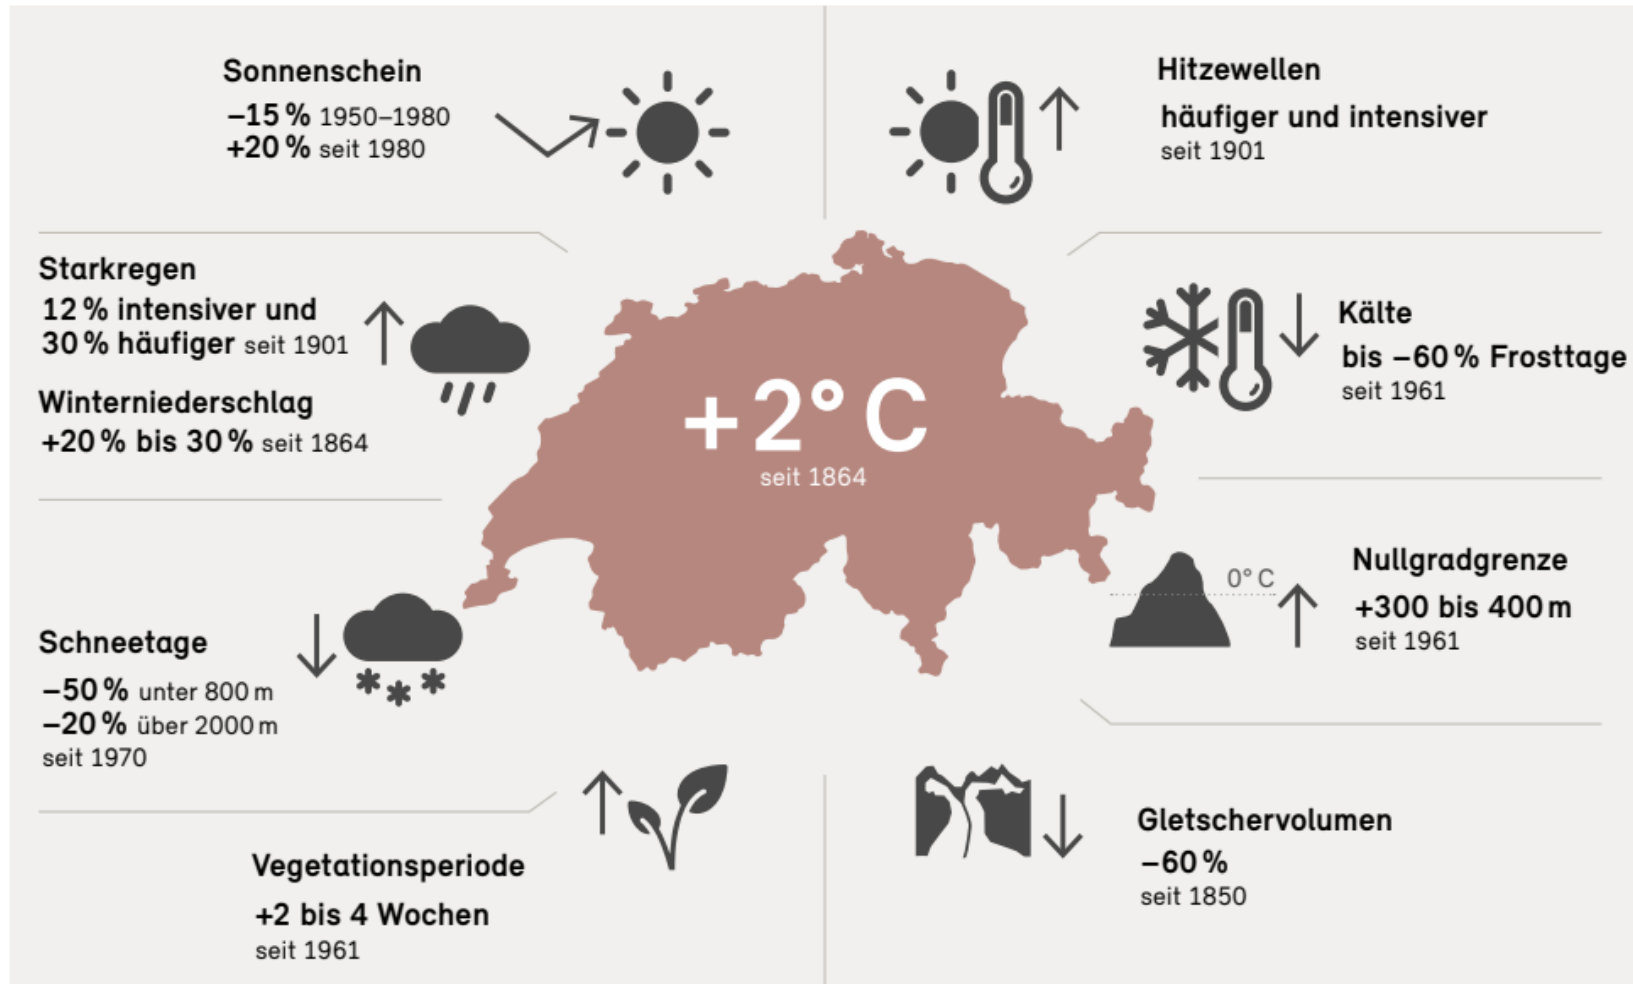 Sonnenschein
–15 % 1950–1980
+20 % seit 1980
Hitzewellen
häufiger und intensiver
seit 1901
Starkregen
12 % intensiver und
30 % häufiger seit 1901
Winterniederschlag
+20 % bis 30 % seit 1864
+2° C
seit 1864
Kälte
bis –60 % Frosttage
seit 1961
Schneetage
–50 % unter 800 m
–20 % über 2000 m
seit 1970
0° C
Nullgradgrenze
+300 bis 400 m
seit 1961
Vegetationsperiode
+2 bis 4 Wochen
seit 1961
Gletschervolumen
–60 %
seit 1850